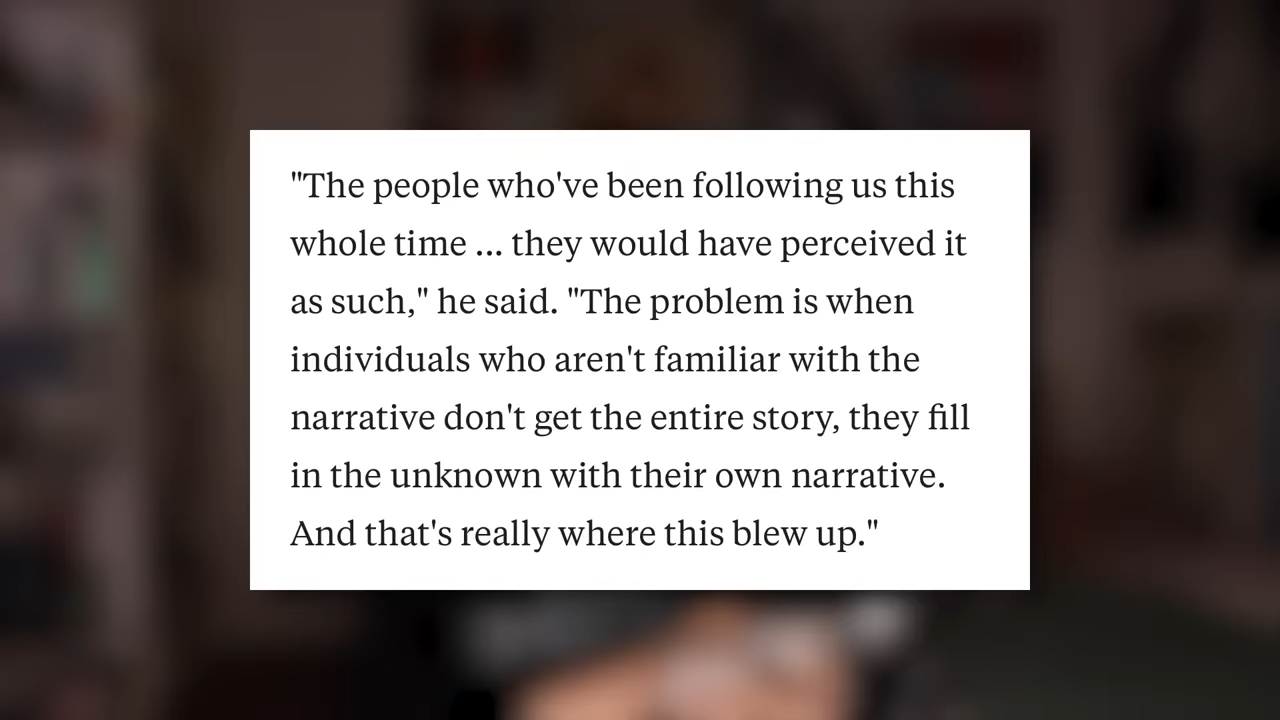 "The people who've been following us this
whole time ... they would have perceived it
as such," he said. "The problem is when
individuals who aren't familiar with the
narrative don't get the entire story, they fill
in the unknown with their own narrative.
And that's really where this blew up."